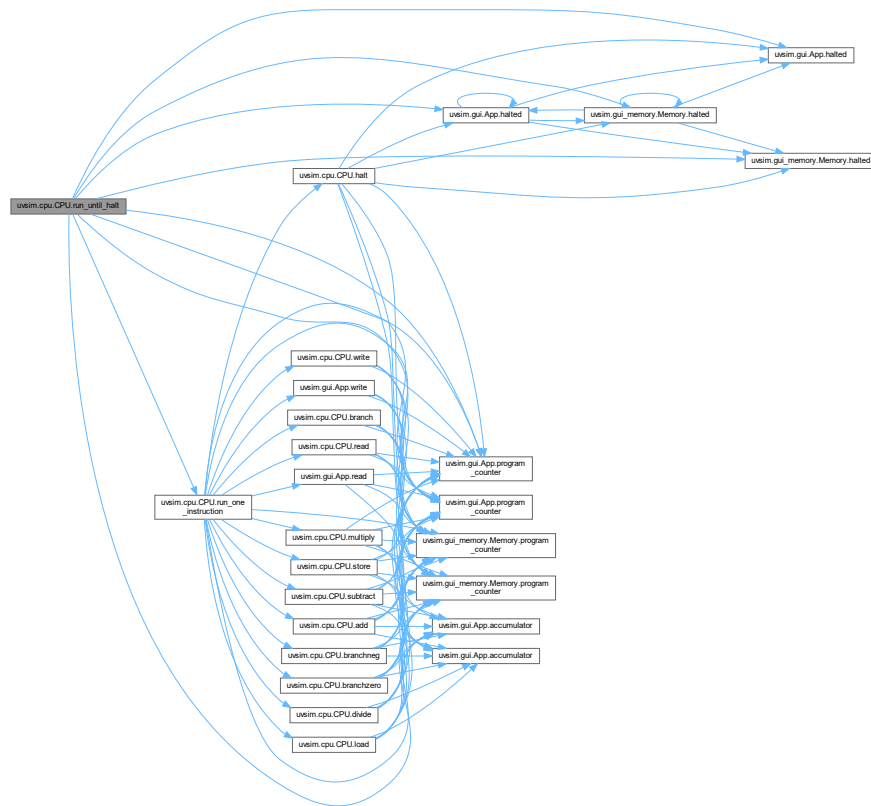 uvsim.gui.App.halted
uvsim.gui.App.halted
uvsim.gui_memory.Memory.halted
uvsim.gui_memory.Memory.halted
uvsim.cpu.CPU.halt
uvsim.cpu.CPU.run_until_halt
uvsim.cpu.CPU.write
uvsim.gui.App.write
uvsim.cpu.CPU.branch
uvsim.cpu.CPU.read
uvsim.gui.App.program
_counter
uvsim.gui.App.read
uvsim.cpu.CPU.run_one
_instruction
uvsim.gui.App.program
_counter
uvsim.cpu.CPU.multiply
uvsim.gui_memory.Memory.program
_counter
uvsim.cpu.CPU.store
uvsim.gui_memory.Memory.program
_counter
uvsim.cpu.CPU.subtract
uvsim.cpu.CPU.add
uvsim.gui.App.accumulator
uvsim.cpu.CPU.branchneg
uvsim.gui.App.accumulator
uvsim.cpu.CPU.branchzero
uvsim.cpu.CPU.divide
uvsim.cpu.CPU.load